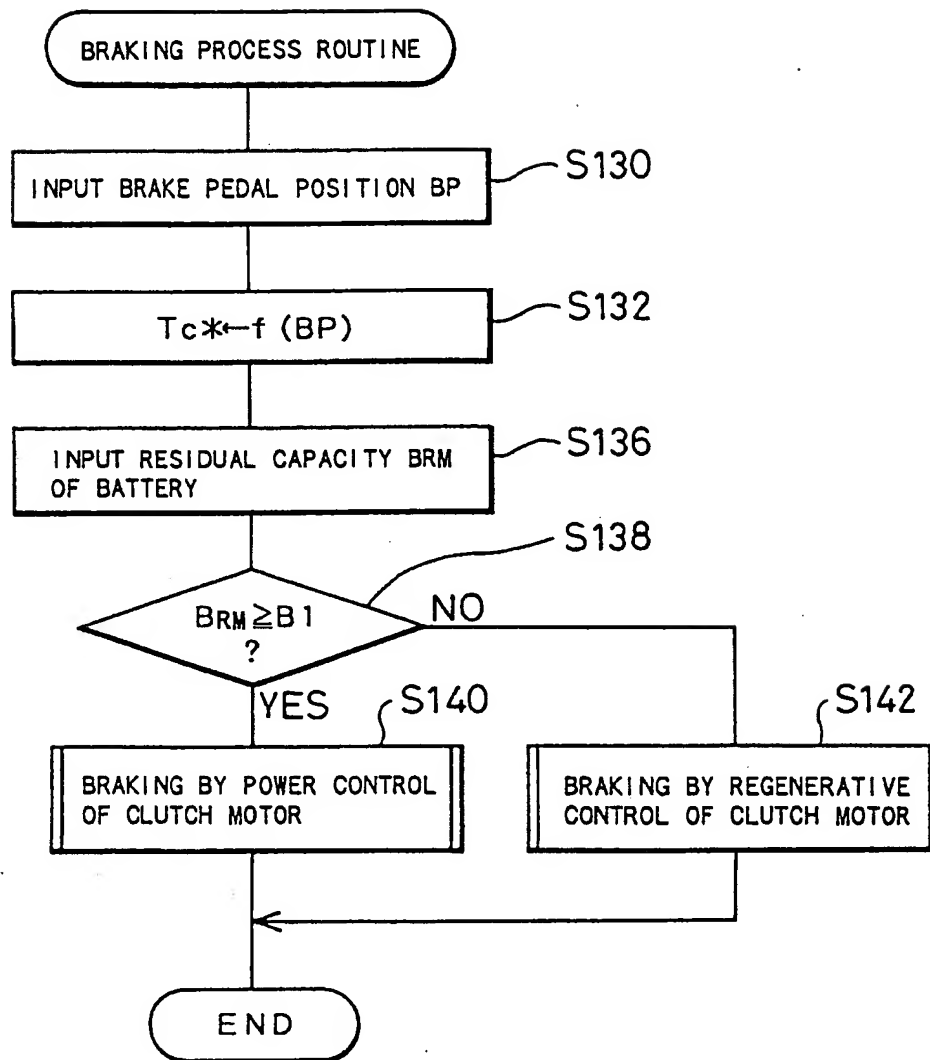 BRAKING PROCESS ROUTINE
S130
INPUT BRAKE PEDAL POSITION BP
S132
Tc*←f (BP)
S136
INPUT RESIDUAL CAPACITY BRM
OF BATTERY
S138
BRM≧B1
?
NO
YES
S140
S142
BRAKING BY POWER CONTROL
OF CLUTCH MOTOR
BRAKING BY REGENERATIVE
CONTROL OF CLUTCH MOTOR
END